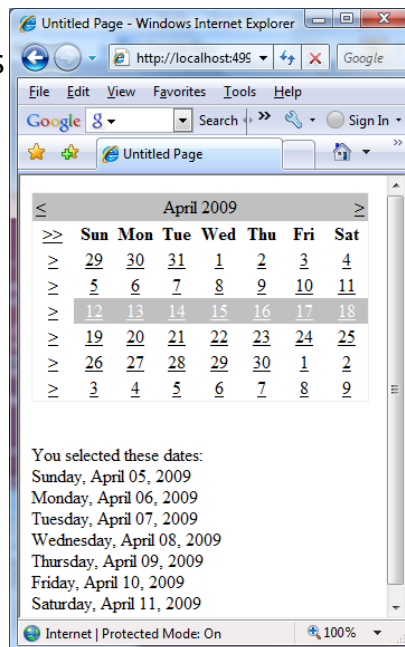 Untitled Page - Windows Internet Explorer
s
http://localhost:499 Google
File Edit View Favorites Tools Help
Google Search >> Sign In
Untitled Page >>
< April 2009 >
>> Sun Mon Tue Wed Thu Fri Sat
> 29 30 31 1 2 3 4
> 5 6 7 8 9 10 11
> 12 13 14 15 16 17 18
> 19 20 21 22 23 24 25
> 26 27 28 29 30 1 2
> 3 4 5 6 7 8 9
You selected these dates:
Sunday, April 05, 2009
Monday, April 06, 2009
Tuesday, April 07, 2009
Wednesday, April 08, 2009
Thursday, April 09, 2009
Friday, April 10, 2009
Saturday, April 11, 2009
Internet | Protected Mode: On 100%